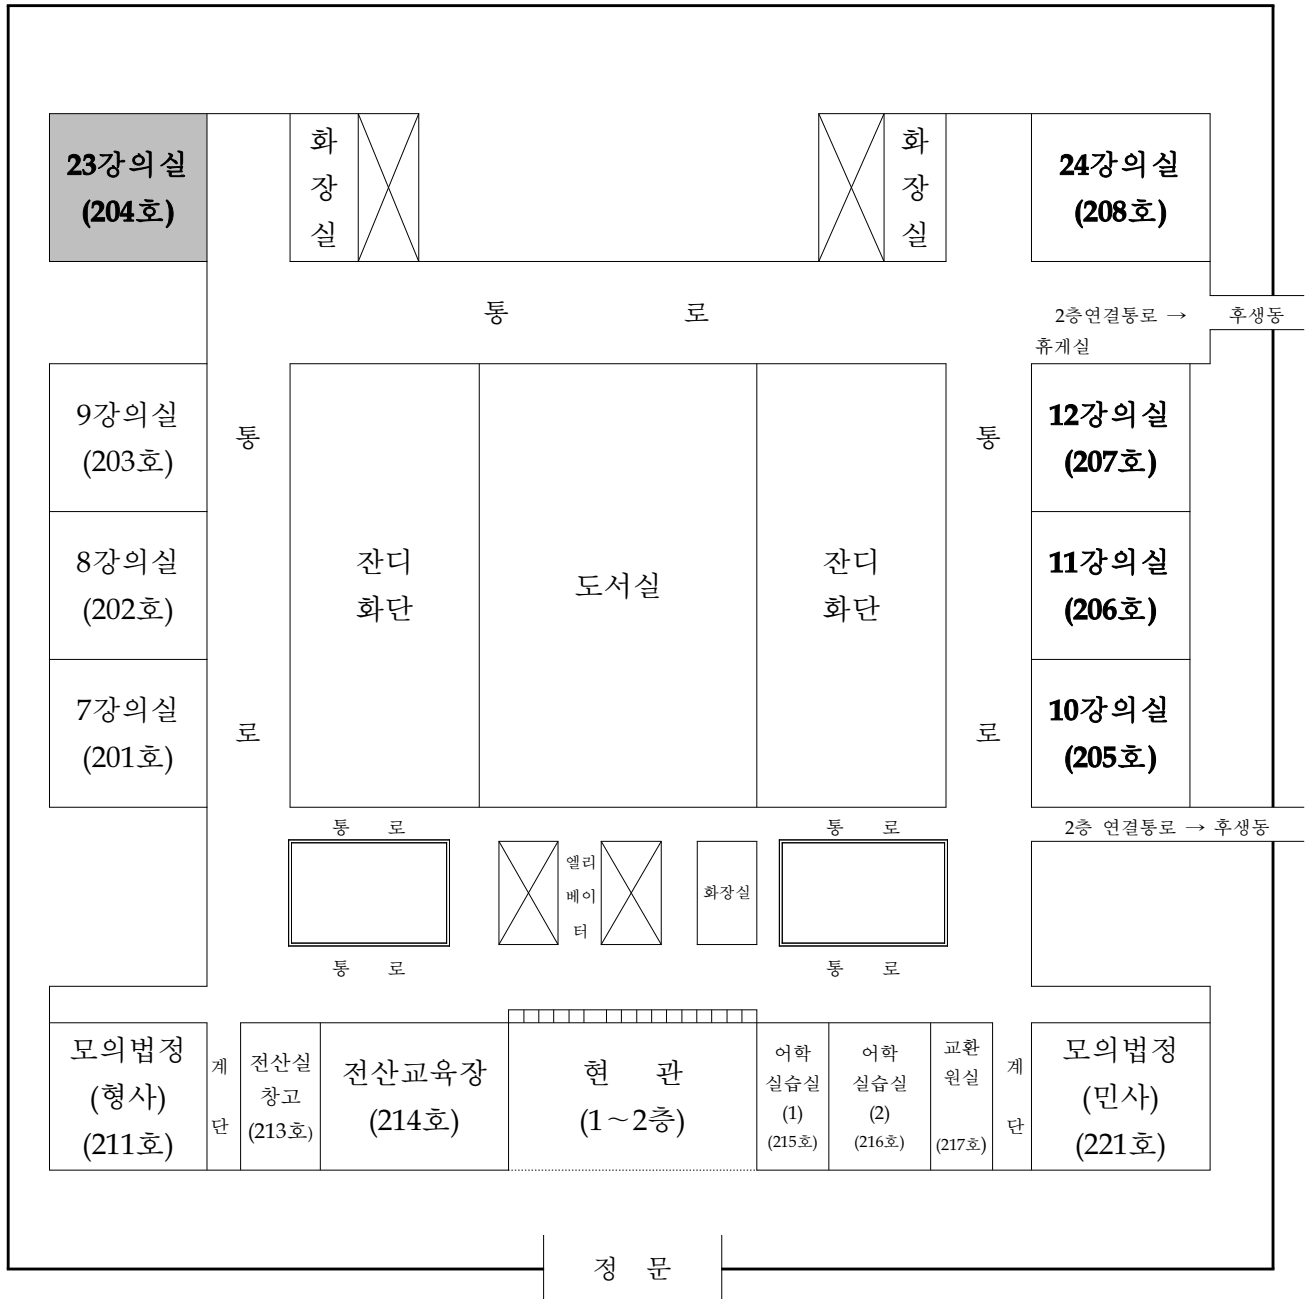 23강의실
(204호)
화
장
실
화
장
실
24강의실
(208호)
통 로
2층연결통로 →
후생동
휴게실
9강의실
(203호)
통
잔디
화단
도서실
잔디
화단
통
12강의실
(207호)
8강의실
(202호)
11강의실
(206호)
7강의실
(201호)
로
로
10강의실
(205호)
통 로
통 로
2층 연결통로 → 후생동
엘리
베이
터
화장실
통 로
통 로
모의법정
(형사)
(211호)
계
단
전산실
창고
(213호)
전산교육장
(214호)
현 관
(1~2층)
어학
실습실
(1)
(215호)
어학
실습실
(2)
(216호)
교환
원실
(217호)
계
단
모의법정
(민사)
(221호)
정 문